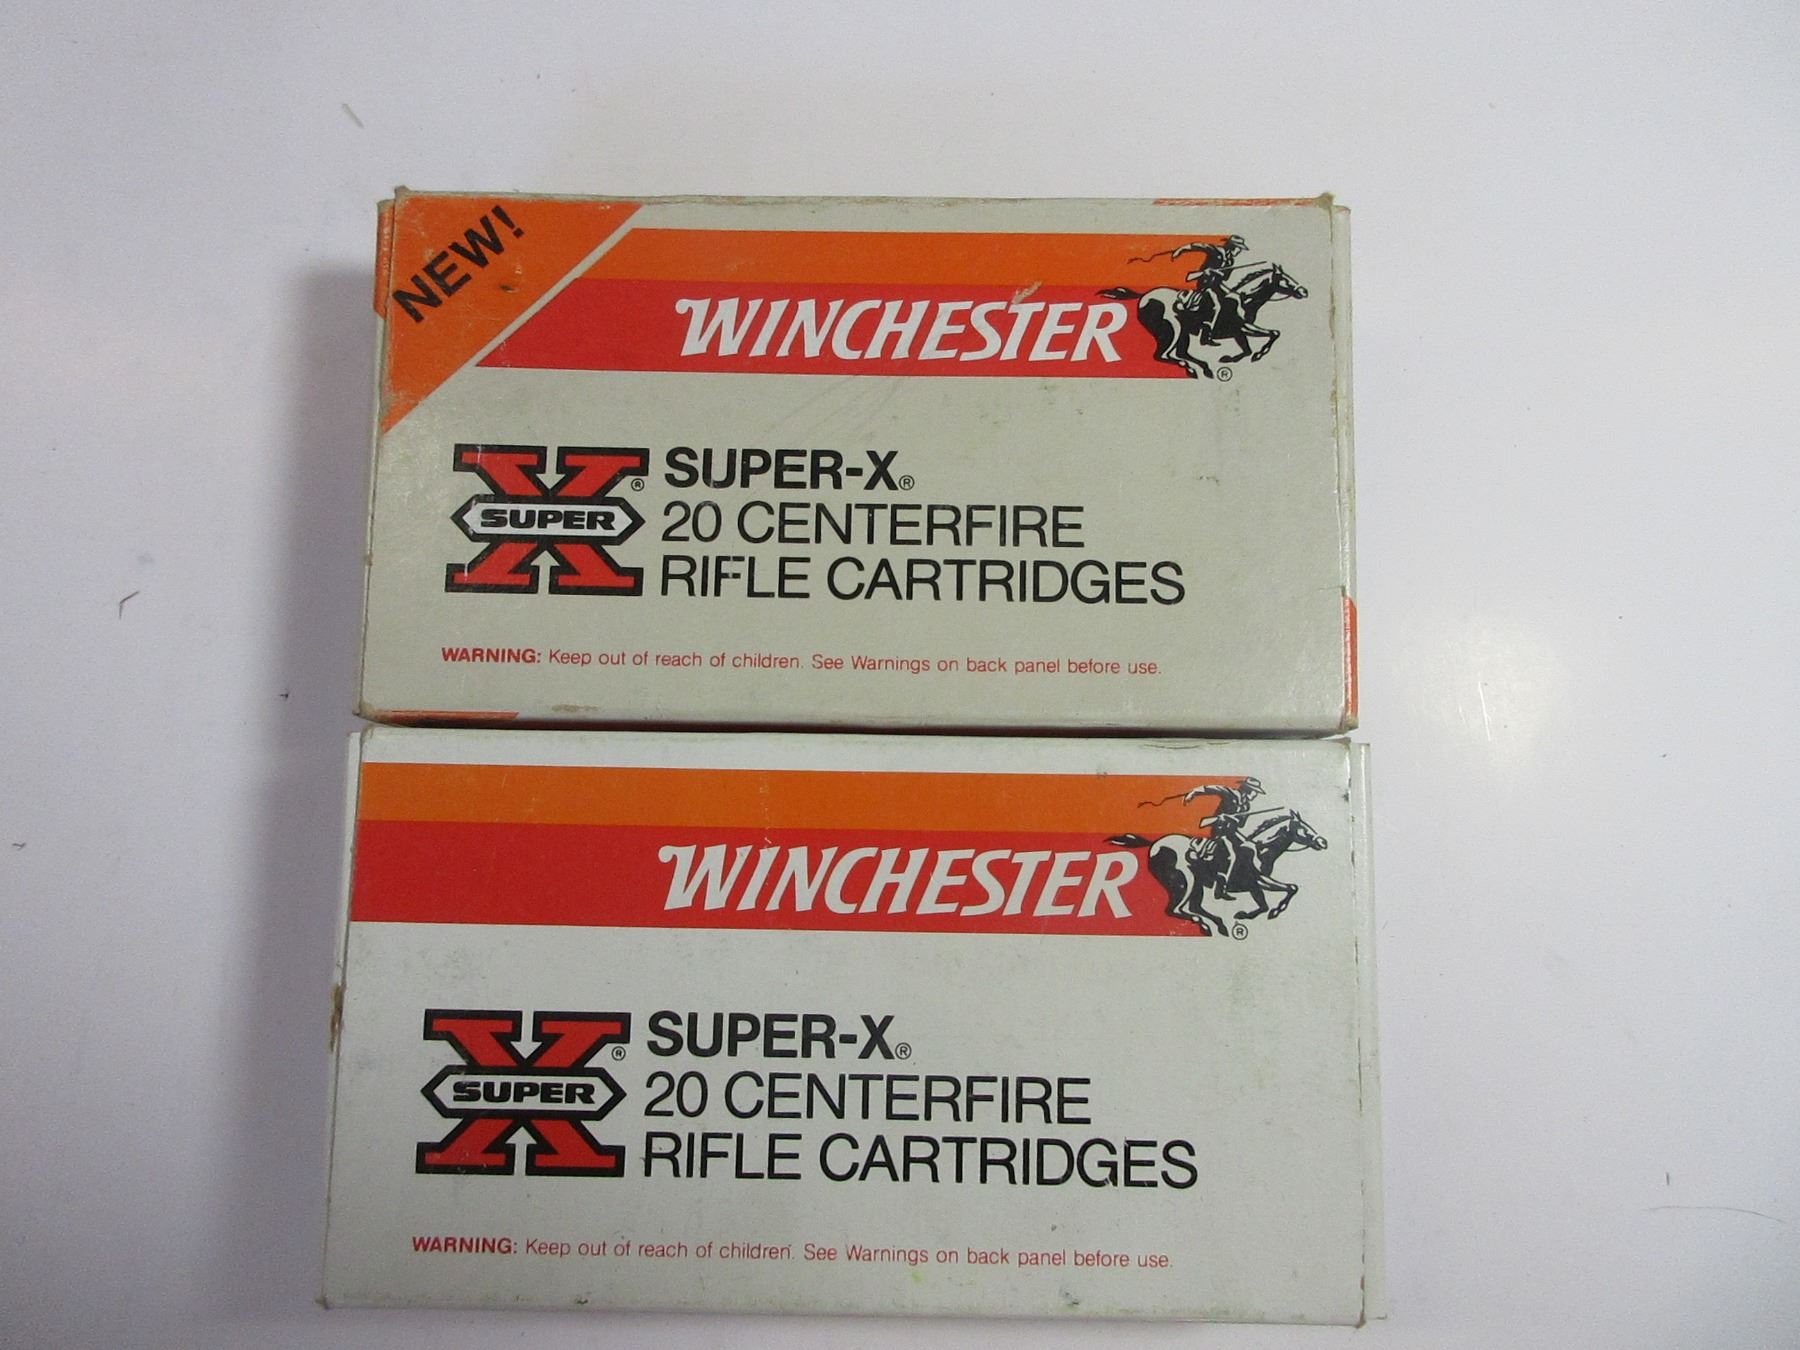 NEW!
WINCHESTER
®
SUPER
®
SUPER-X®
20 CENTERFIRE
RIFLE CARTRIDGES
WARNING: Keep out of reach of children. See Warnings on back panel before use.
WINCHESTER
®
SUPER
®
SUPER-X®
20 CENTERFIRE
RIFLE CARTRIDGES
WARNING: Keep out of reach of children. See Warnings on back panel before use.